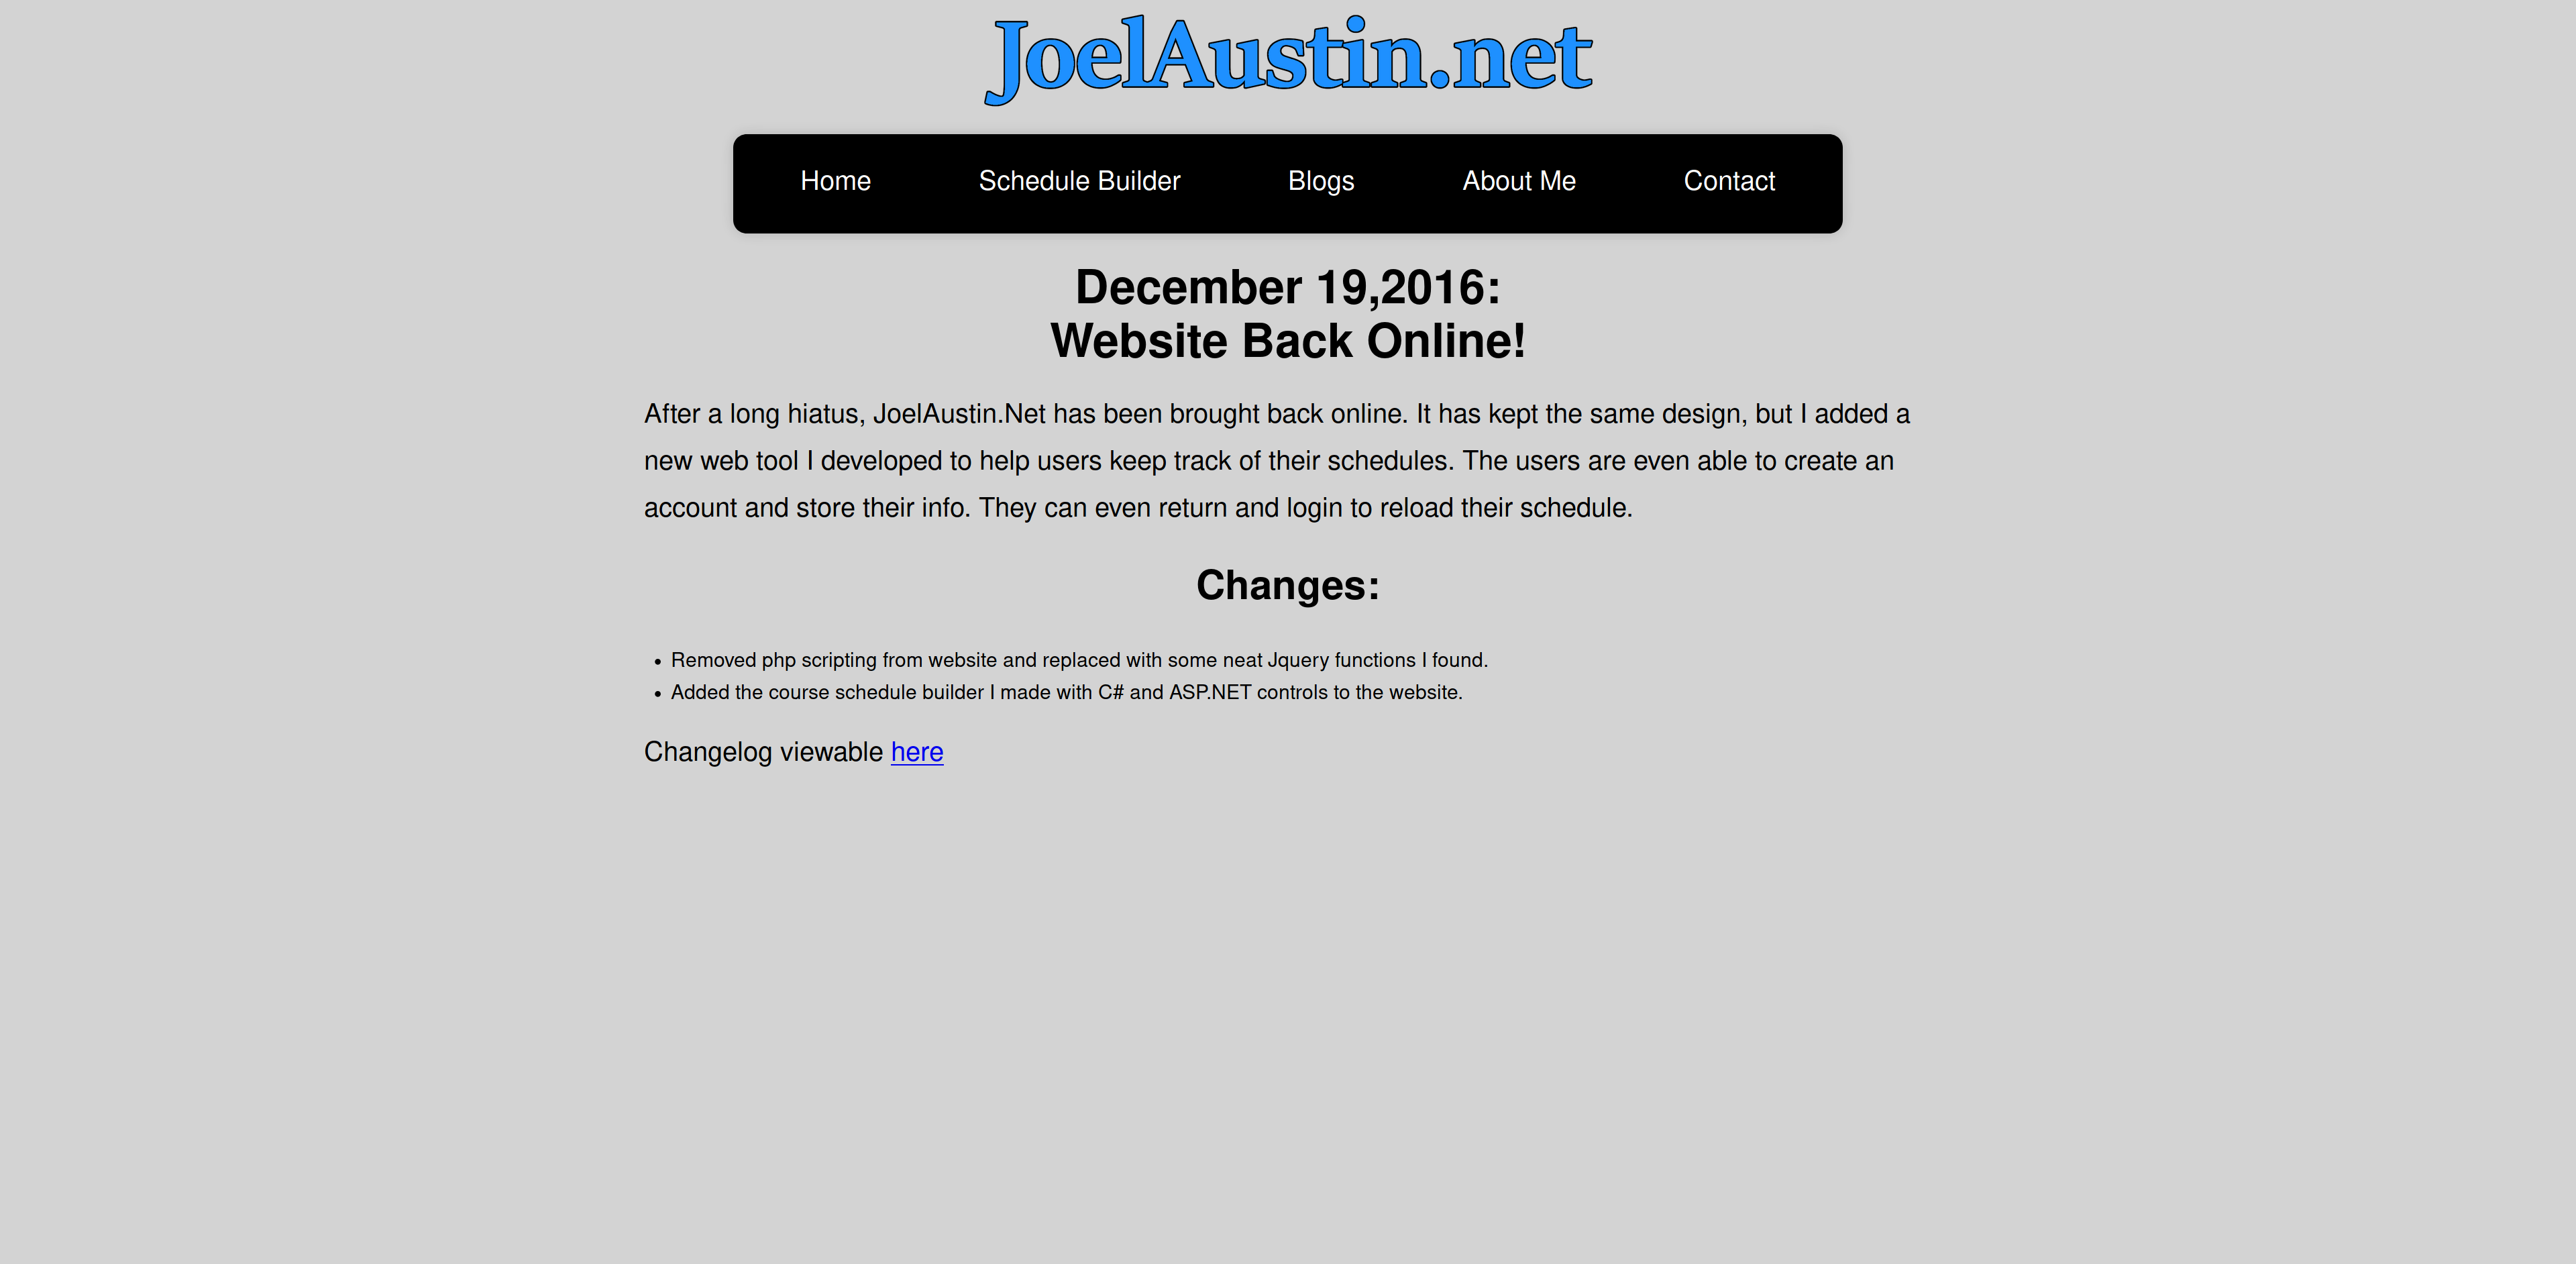 JoelAustin.net
Home Schedule Builder Blogs About Me Contact
December 19,2016:
Website Back Online!
After a long hiatus, JoelAustin.Net has been brought back online. It has kept the same design, but I added a
new web tool I developed to help users keep track of their schedules. The users are even able to create an
account and store their info. They can even return and login to reload their schedule.
Changes:
• Removed php scripting from website and replaced with some neat Jquery functions I found.
• Added the course schedule builder I made with C# and ASP.NET controls to the website.
Changelog viewable here